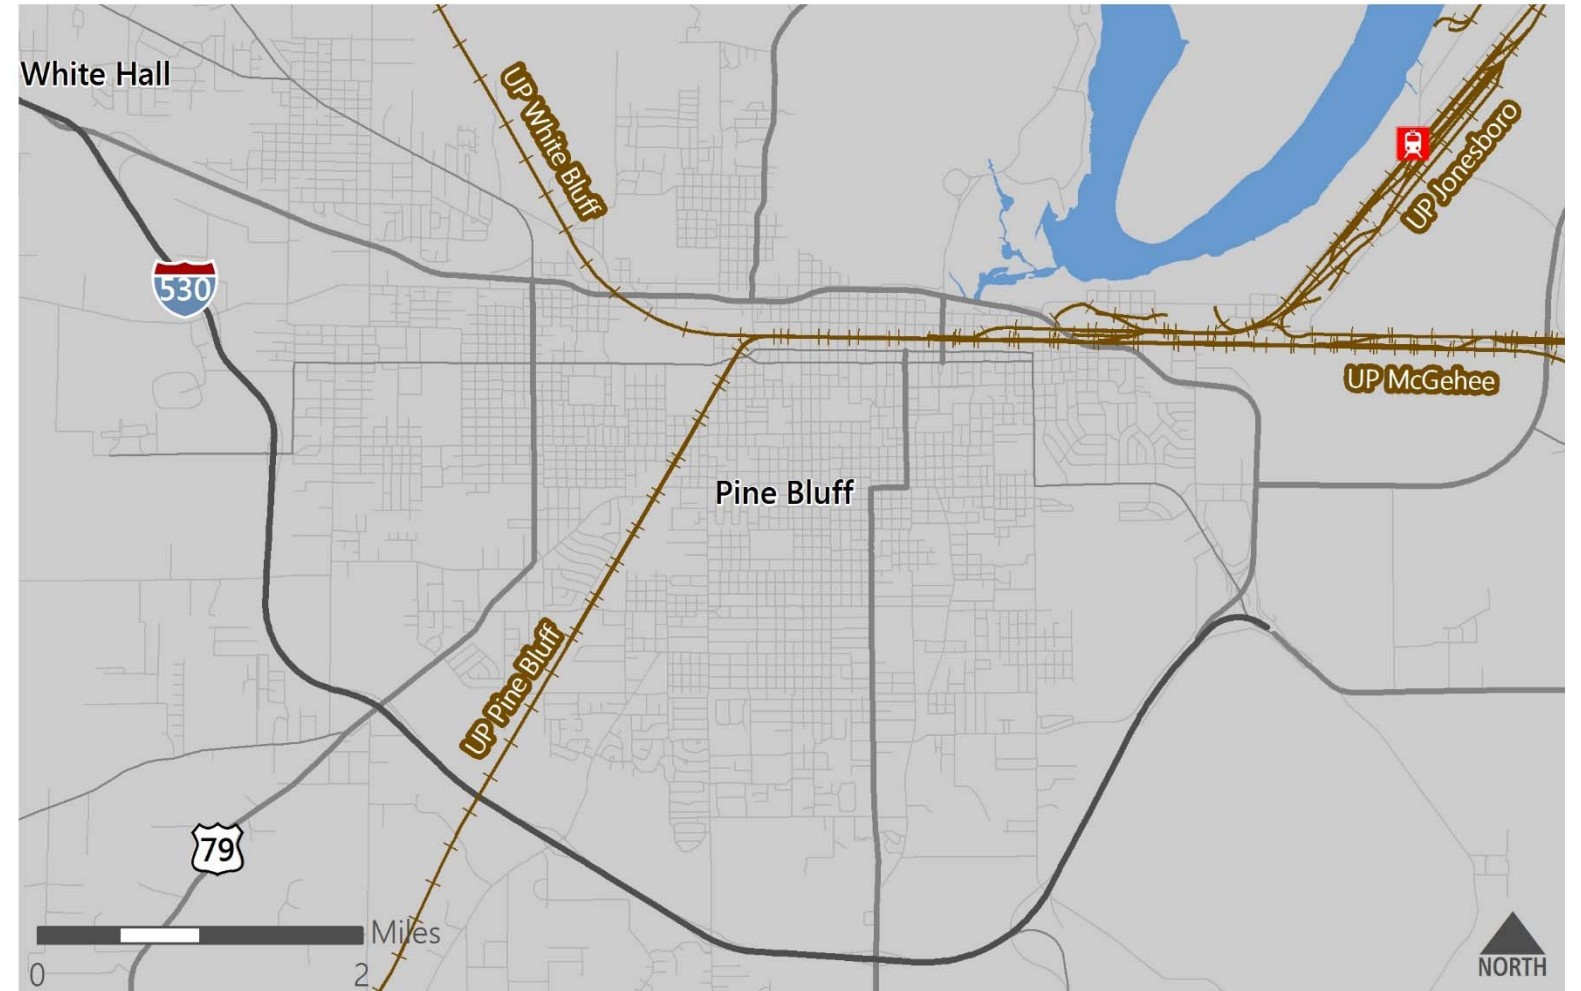 White Hall
UP White Bluff
UP Jonesboro
530
UP McGehee
Pine Bluff
UP Pine Bluff
79
Miles
0
2
NORTH